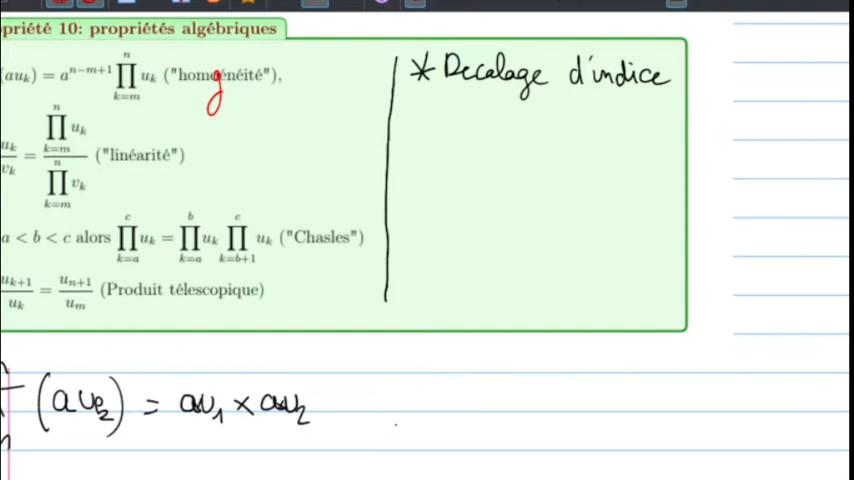 priété 10: propriétés algébriques
(au_k) = a^{n−m+1} ∏_{k=m}^{n} u_k ("homogénéité"),
u_k / v_k = ∏_{k=m}^{n} u_k / ∏_{k=m}^{n} v_k ("linéarité")
a < b < c alors ∏_{k=a}^{c} u_k = ∏_{k=a}^{b} u_k ∏_{k=b+1}^{c} u_k ("Chasles")
u_{k+1} / u_k = u_{n+1} / u_m (Produit télescopique)
* Decalage d'indice
= au_1 × au_2